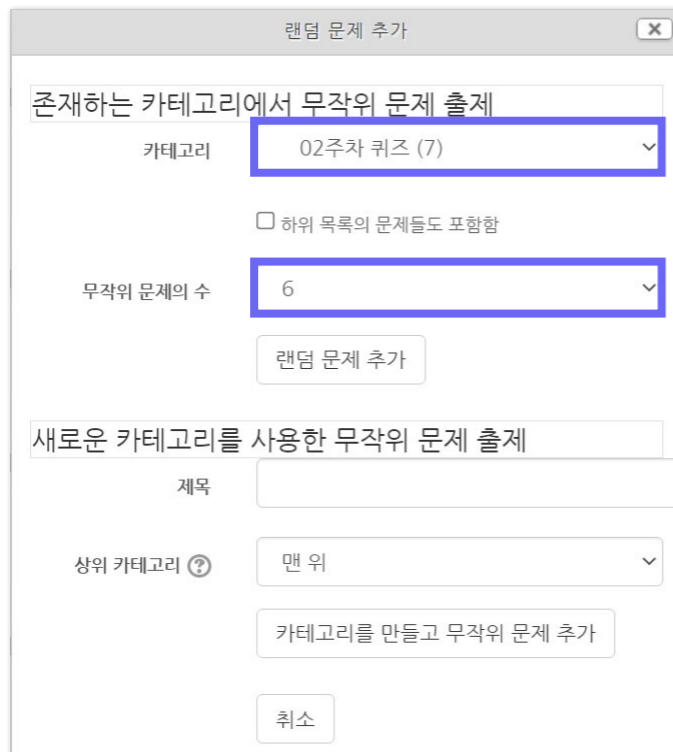 랜덤 문제 추가
존재하는 카테고리에서 무작위 문제 출제
카테고리 02주차 퀴즈 (7)
하위 목록의 문제들도 포함함
무작위 문제의 수 6
랜덤 문제 추가
새로운 카테고리를 사용한 무작위 문제 출제
제목
상위 카테고리 맨 위
카테고리를 만들고 무작위 문제 추가
취소